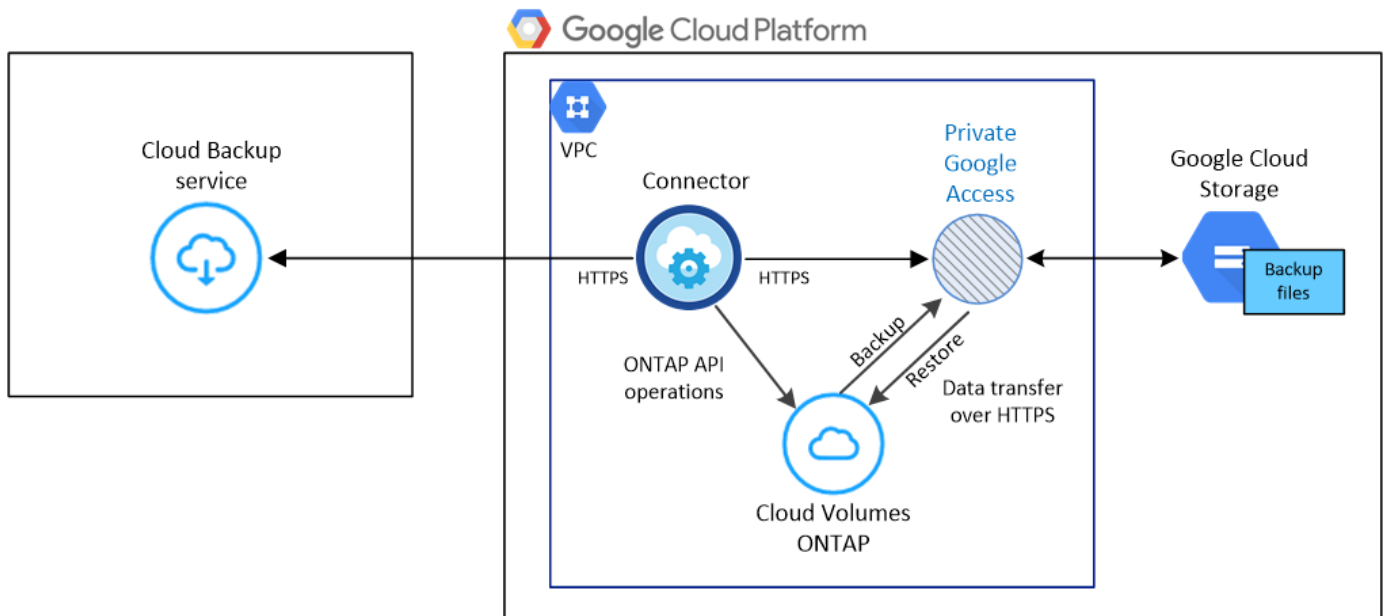 Google Cloud Platform
Cloud Backup
service
VPC
Connector
Private
Google
Access
Google Cloud
Storage
HTTPS
HTTPS
Backup
files
ONTAP API
operations
Backup
Restore
Data transfer
over HTTPS
Cloud Volumes
ONTAP